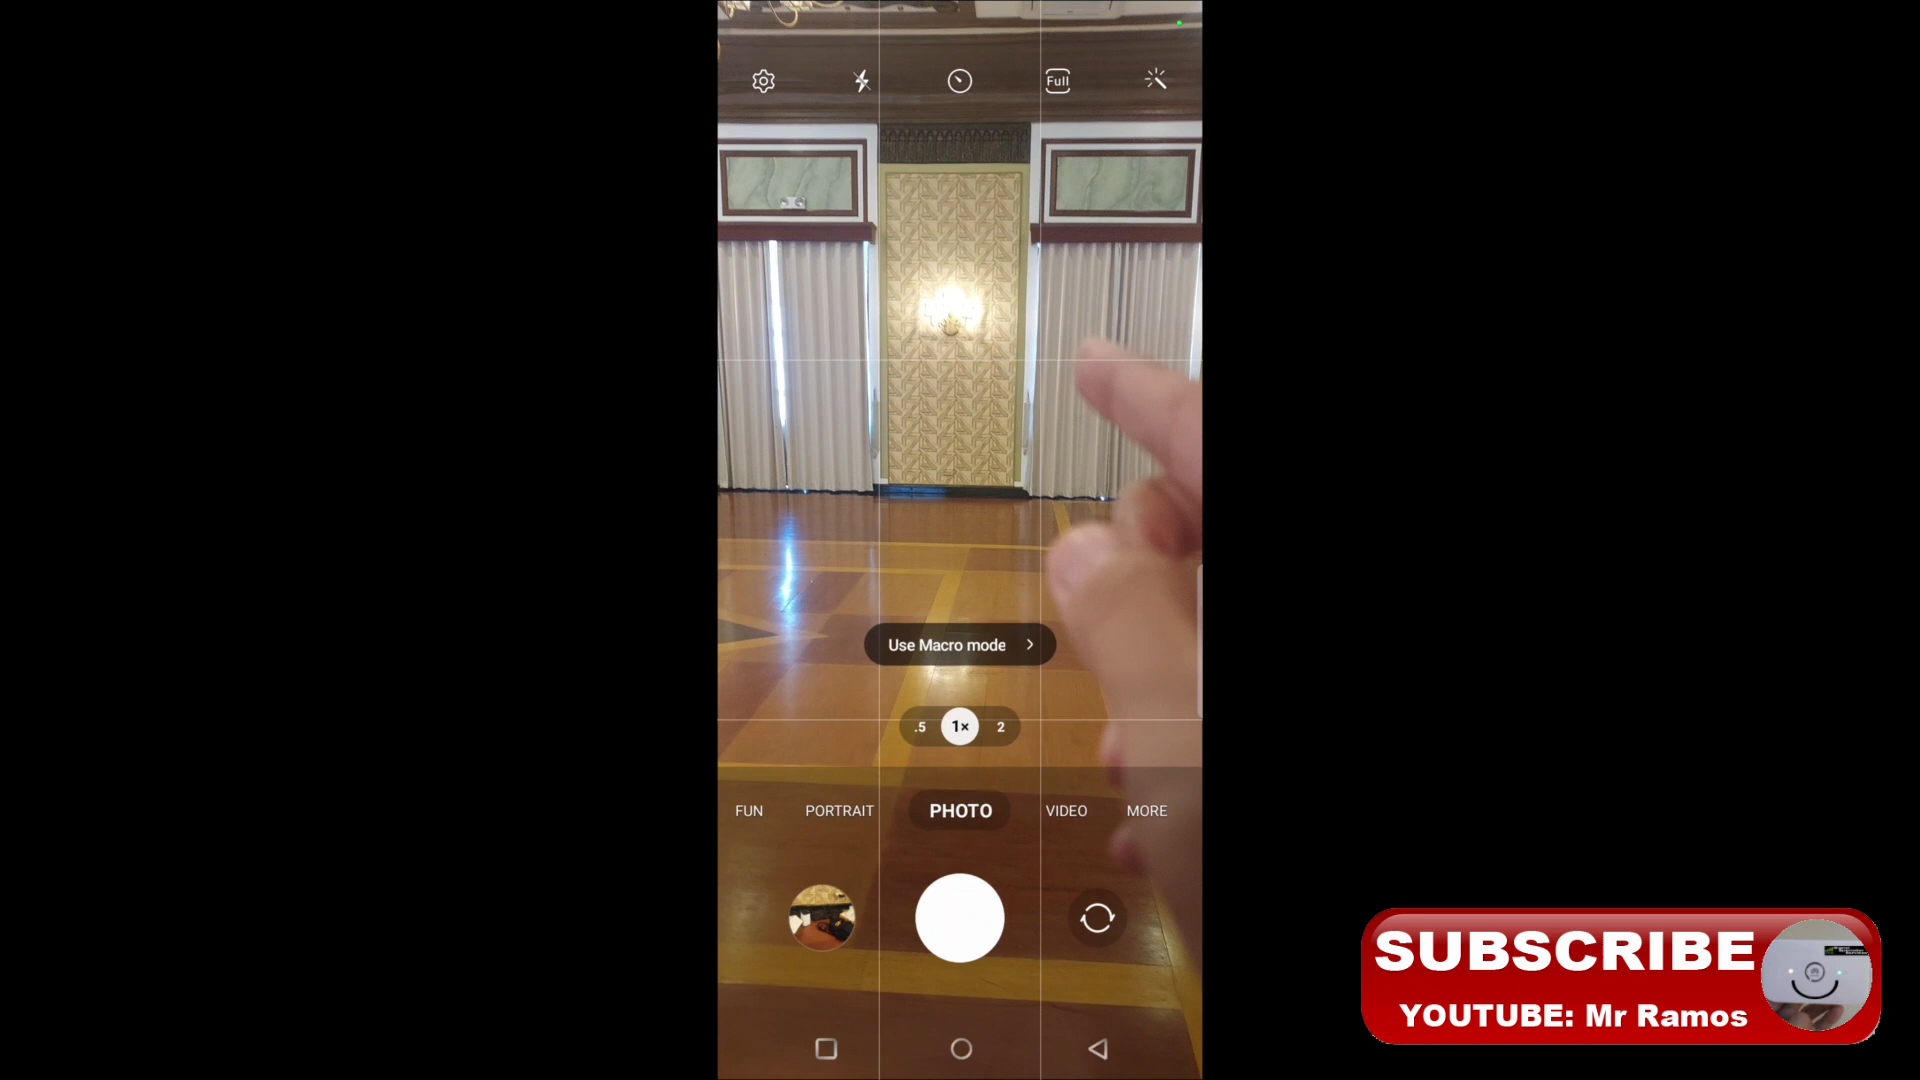 Full
Use Macro mode
.5 1× 2
FUN PORTRAIT PHOTO VIDEO MORE
SUBSCRIBE
YOUTUBE: Mr Ramos